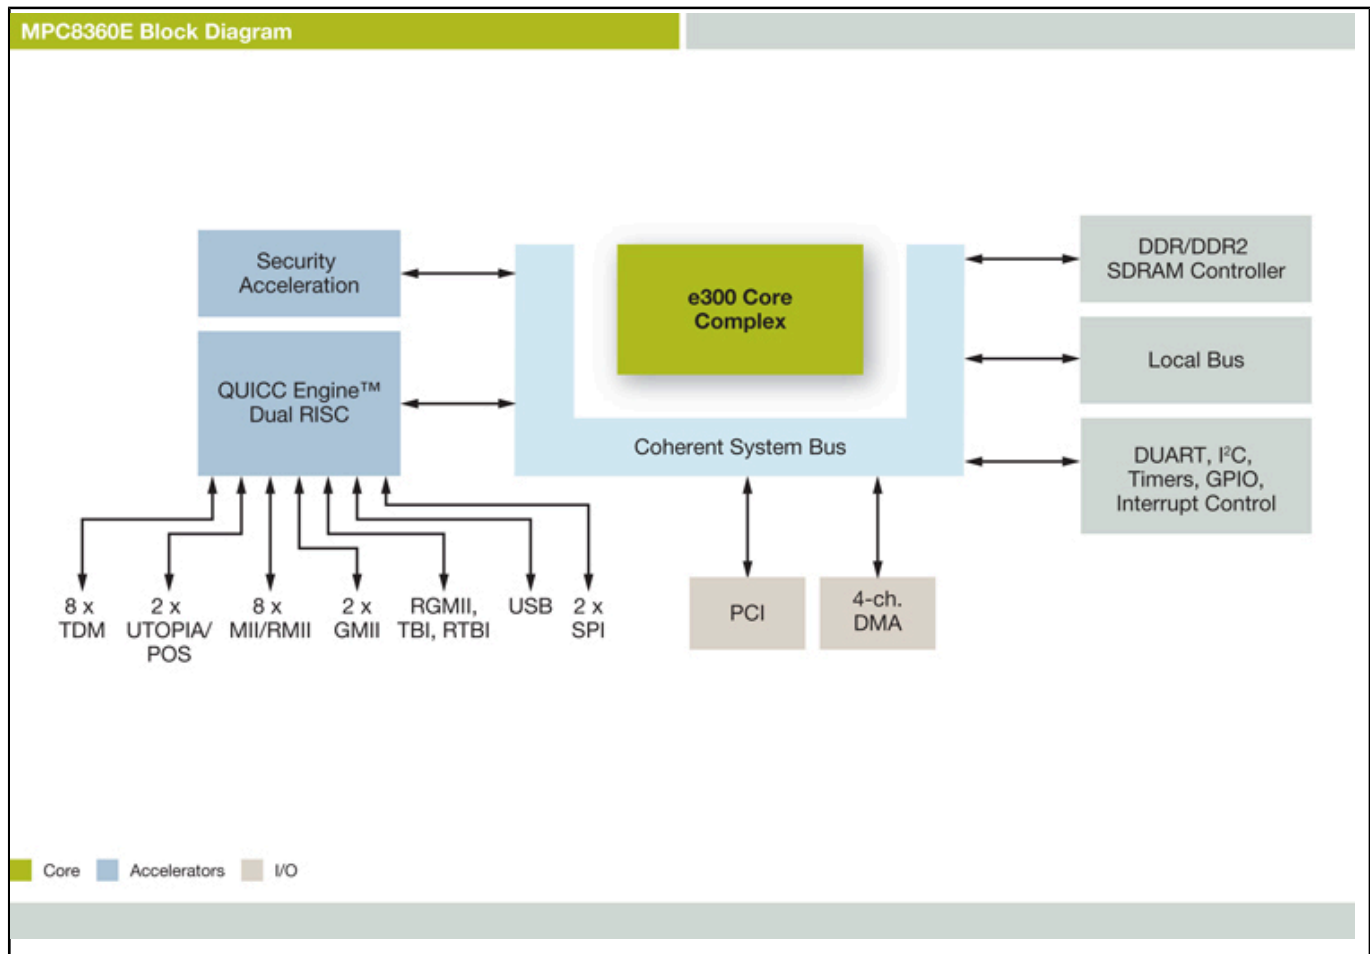 MPC8360E Block Diagram
Security
Acceleration
QUICC Engine™
Dual RISC
e300 Core
Complex
Coherent System Bus
DDR/DDR2
SDRAM Controller
Local Bus
DUART, I²C,
Timers, GPIO,
Interrupt Control
8 x
TDM
2 x
UTOPIA/
POS
8 x
MII/RMII
2 x
GMII
RGMII,
TBI, RTBI
USB
2 x
SPI
PCI
4-ch.
DMA
Core
Accelerators
I/O